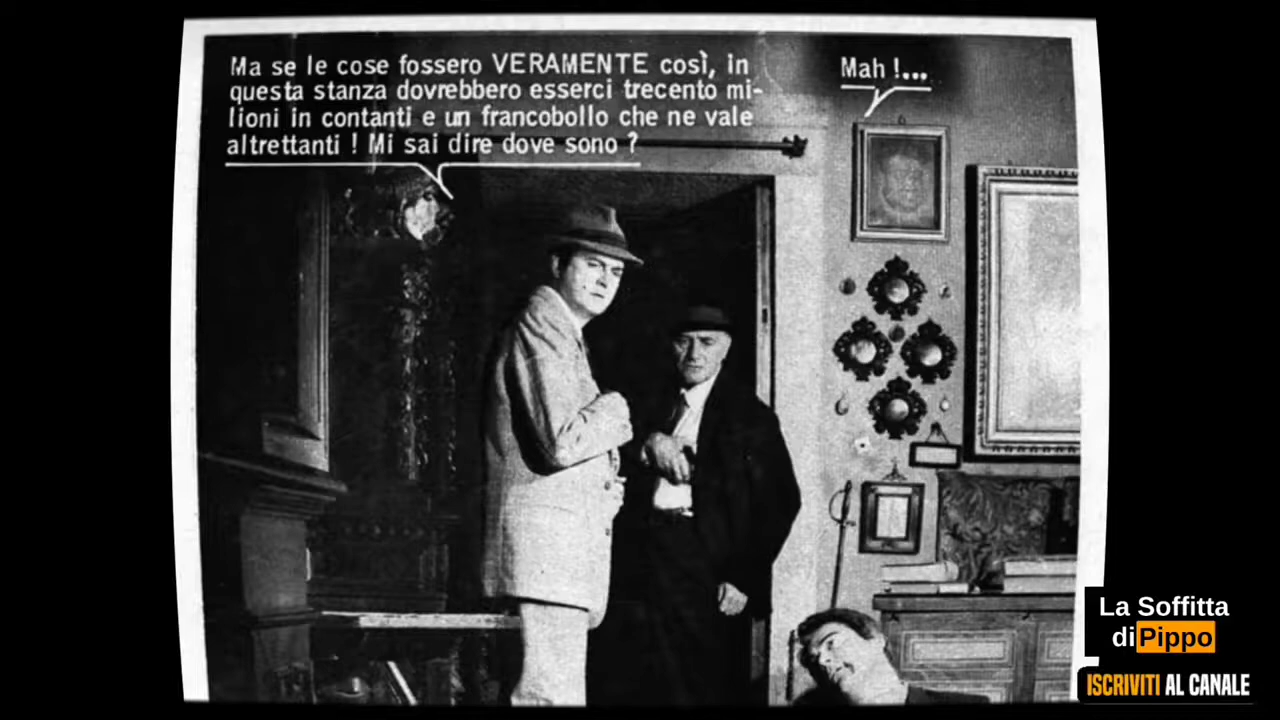 Ma se le cose fossero VERAMENTE così, in
questa stanza dovrebbero esserci trecento mi-
lioni in contanti e un francobollo che ne vale
altrettanti ! Mi sai dire dove sono ?
Mah !...
La Soffitta
di Pippo
ISCRIVITI AL CANALE